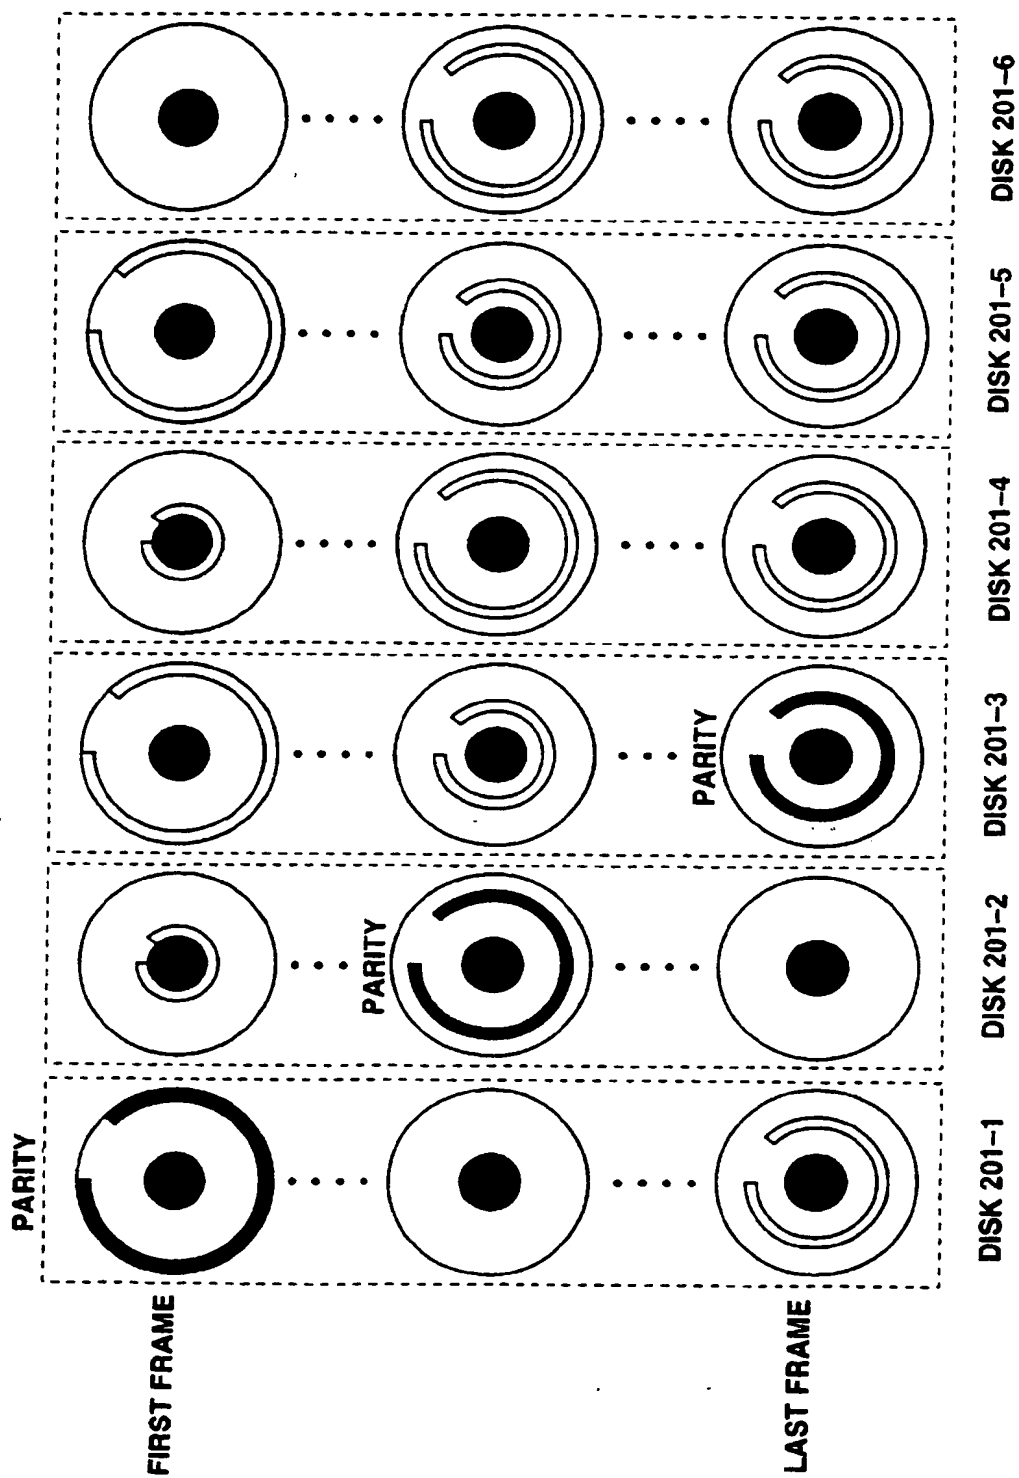 PARITY
FIRST FRAME
PARITY
PARITY
LAST FRAME
DISK 201-1
DISK 201-2
DISK 201-3
DISK 201-4
DISK 201-5
DISK 201-6